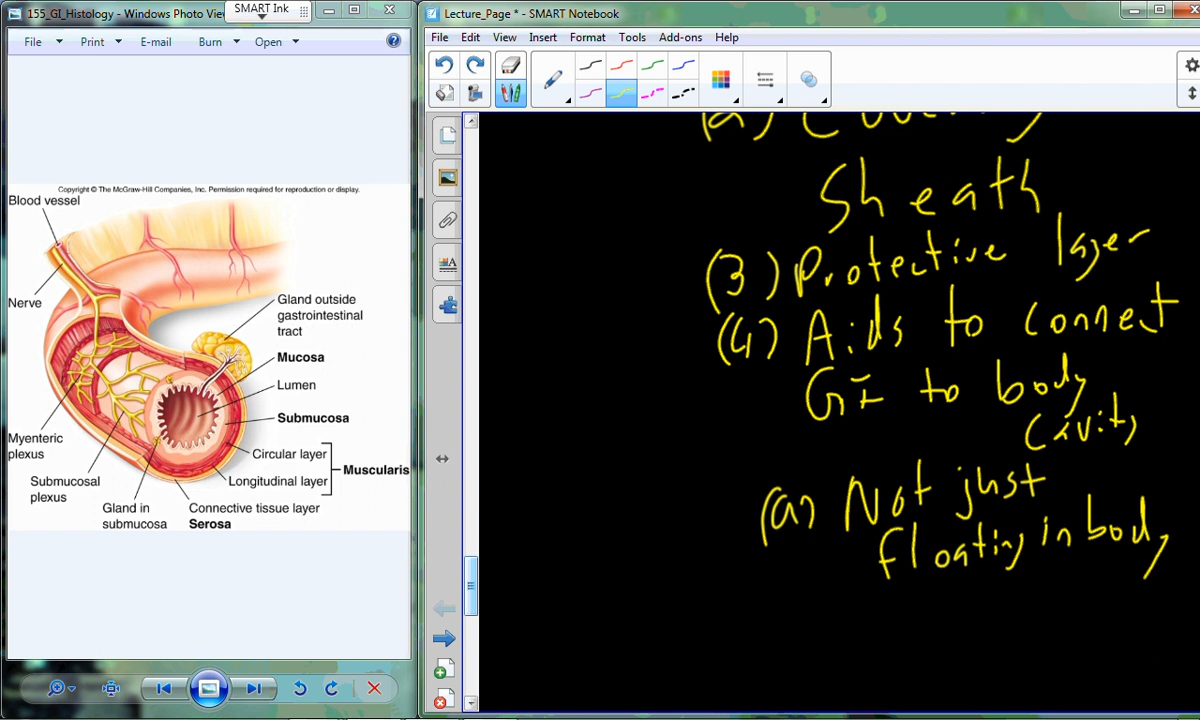 155_GI_Histology - Windows Photo View
SMART Ink
File Print E-mail Burn Open
Copyright © The McGraw-Hill Companies, Inc. Permission required for reproduction or display.
Blood vessel
Nerve
Gland outside
gastrointestinal
tract
Mucosa
Lumen
Submucosa
Circular layer
Muscularis
Longitudinal layer
Myenteric
plexus
Submucosal
plexus
Gland in
submucosa
Connective tissue layer
Serosa
Lecture_Page * - SMART Notebook
File Edit View Insert Format Tools Add-ons Help
Sheath
(3) Protective layer
(4) Aids to connect
GI to body
cavity
(a) Not just
floating in body